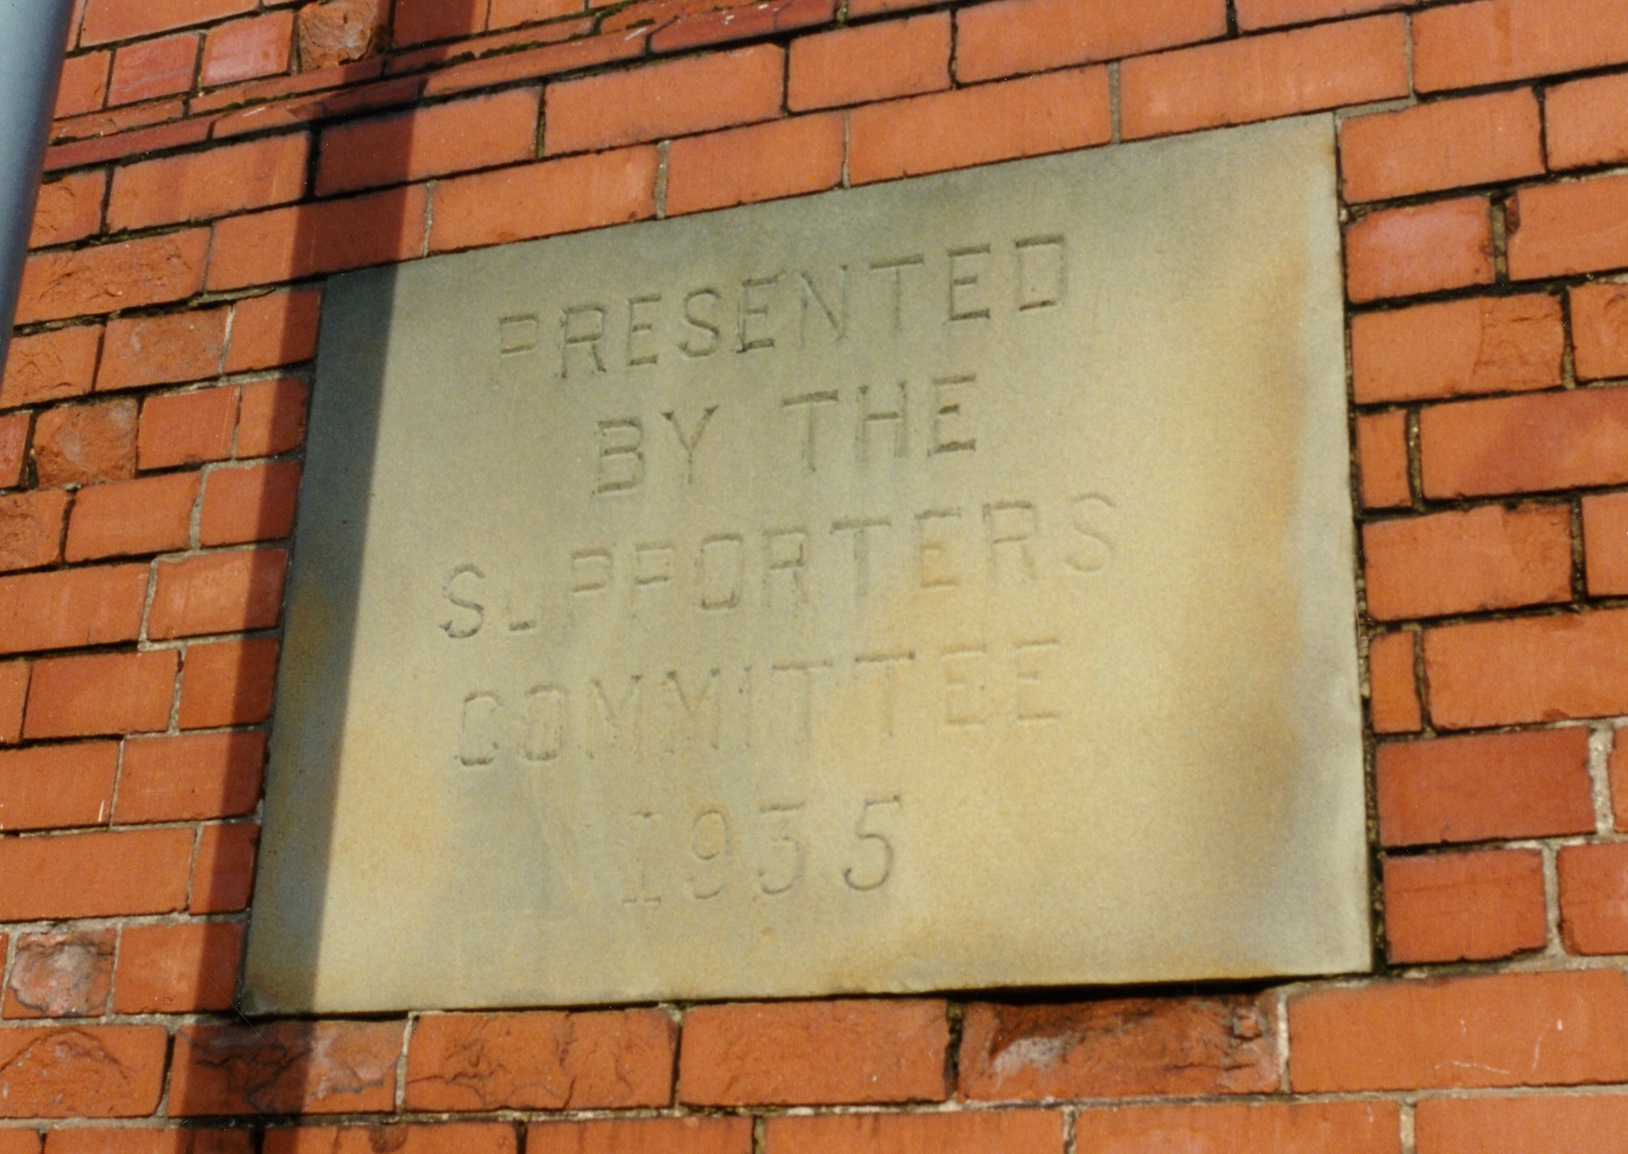 PRESENTED
BY THE
SUPPORTERS
COMMITTEE
1935